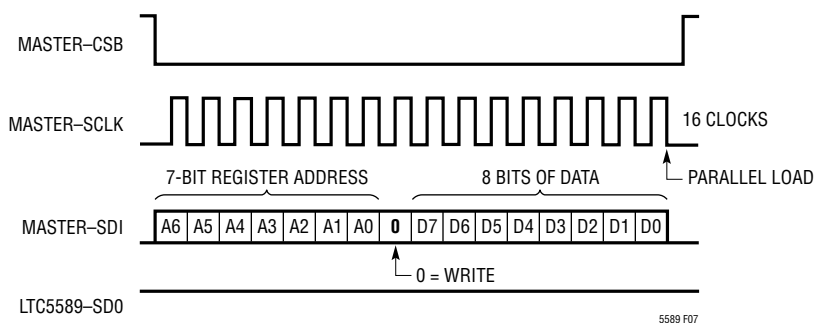 MASTER–CSB
MASTER–SCLK
16 CLOCKS
7-BIT REGISTER ADDRESS
8 BITS OF DATA
PARALLEL LOAD
MASTER–SDI
A6 A5 A4 A3 A2 A1 A0 0 D7 D6 D5 D4 D3 D2 D1 D0
0 = WRITE
LTC5589–SD0
5589 F07